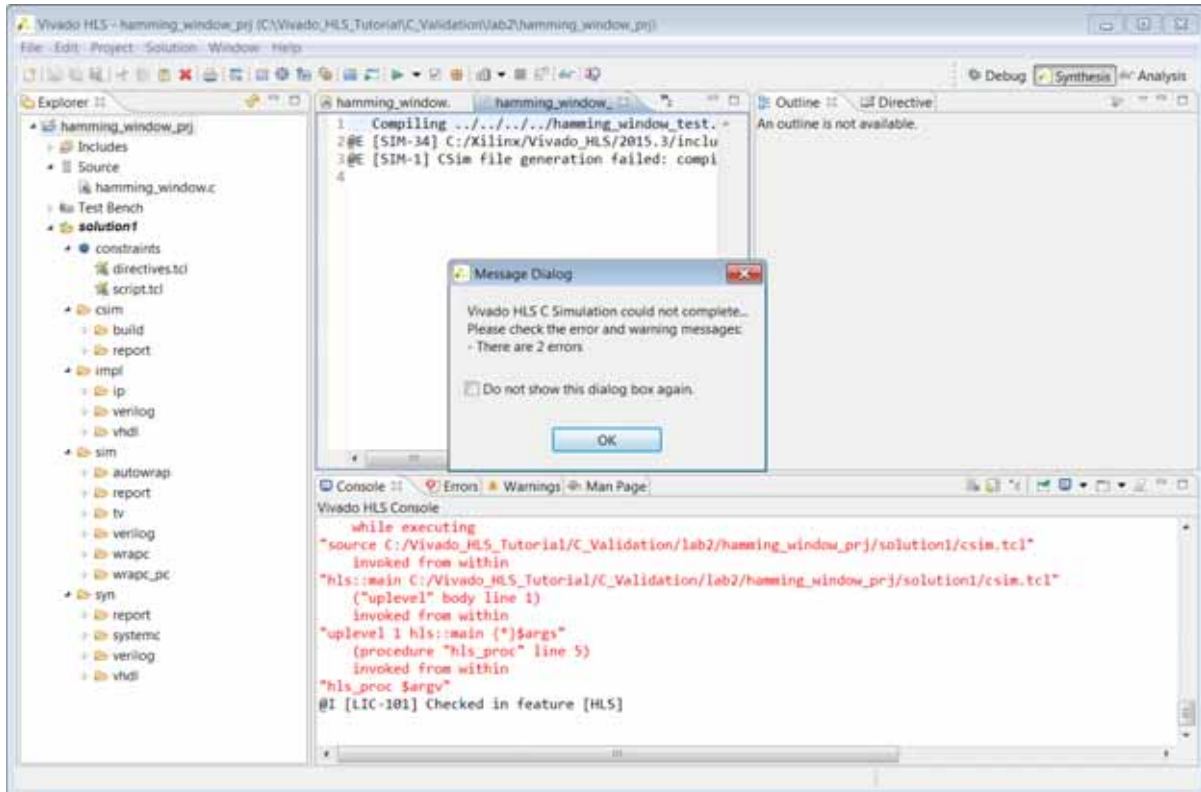 Vivado HLS - hamming_window_prj (C:\Vivado_HLS_Tutorial\C_Validation\lab2\hamming_window_prj)
File Edit Project Solution Window Help
Debug Synthesis Analysis
Explorer
hamming_window_prj
Includes
Source
hamming_window.c
Test Bench
solution1
constraints
directives.tcl
script.tcl
csim
build
report
impl
ip
verilog
vhdl
sim
autowrap
report
tv
verilog
wrapc
wrapc_pc
syn
report
systemc
verilog
vhdl
hamming_window. hamming_window_
1 Compiling ../../../../hamming_window_test.
2 @E [SIM-34] C:/Xilinx/Vivado_HLS/2015.3/inclu
3 @E [SIM-1] CSim file generation failed: compi
4
Outline Directive
An outline is not available.
Message Dialog
Vivado HLS C Simulation could not complete...
Please check the error and warning messages:
- There are 2 errors
Do not show this dialog box again.
OK
Console Errors Warnings Man Page
Vivado HLS Console
while executing
"source C:/Vivado_HLS_Tutorial/C_Validation/lab2/hamming_window_prj/solution1/csim.tcl"
invoked from within
"hls::main C:/Vivado_HLS_Tutorial/C_Validation/lab2/hamming_window_prj/solution1/csim.tcl"
("uplevel" body line 1)
invoked from within
"uplevel 1 hls::main {*}$args"
(procedure "hls_proc" line 5)
invoked from within
"hls_proc $argv"
@I [LIC-101] Checked in feature [HLS]